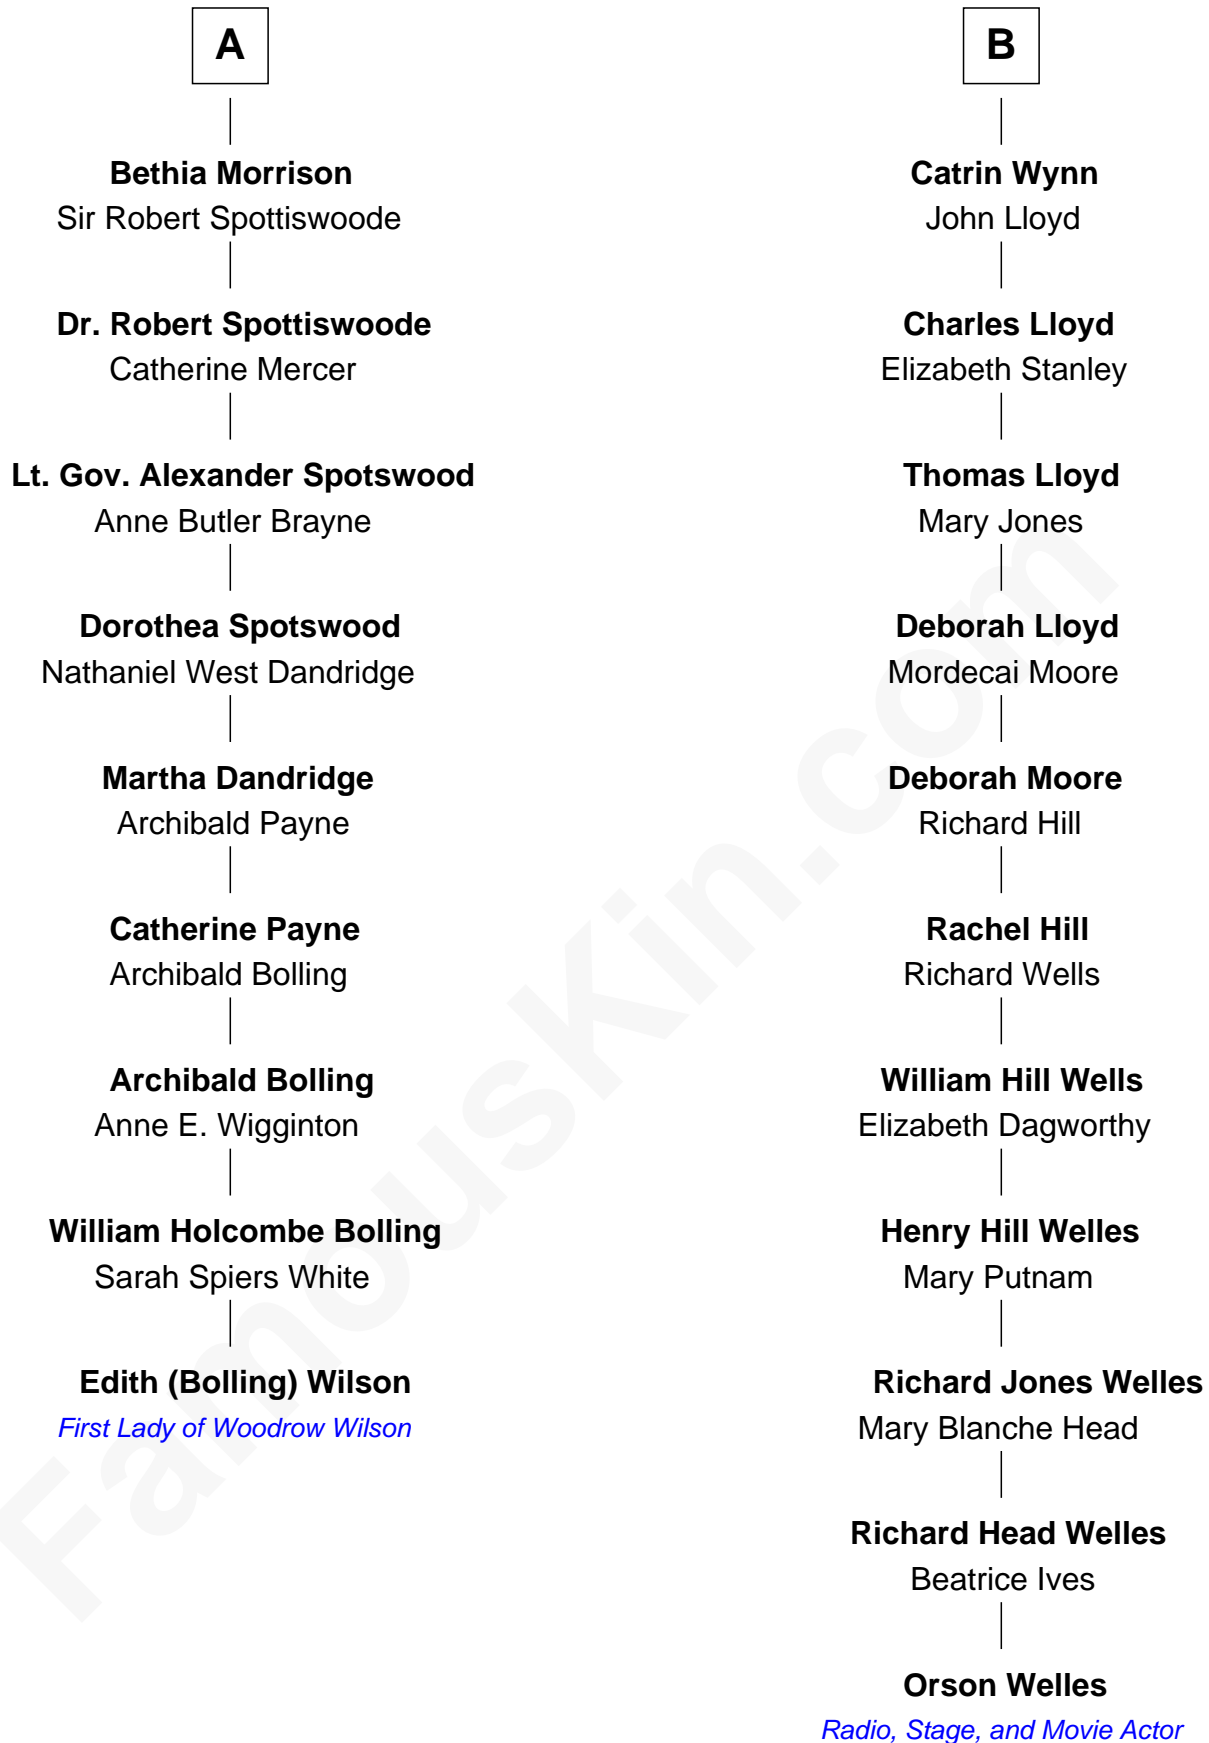 A
Bethia Morrison
Sir Robert Spottiswoode
Dr. Robert Spottiswoode
Catherine Mercer
Lt. Gov. Alexander Spotswood
Anne Butler Brayne
Dorothea Spotswood
Nathaniel West Dandridge
Martha Dandridge
Archibald Payne
Catherine Payne
Archibald Bolling
Archibald Bolling
Anne E. Wigginton
William Holcombe Bolling
Sarah Spiers White
Edith (Bolling) Wilson
First Lady of Woodrow Wilson
B
Catrin Wynn
John Lloyd
Charles Lloyd
Elizabeth Stanley
Thomas Lloyd
Mary Jones
Deborah Lloyd
Mordecai Moore
Deborah Moore
Richard Hill
Rachel Hill
Richard Wells
William Hill Wells
Elizabeth Dagworthy
Henry Hill Welles
Mary Putnam
Richard Jones Welles
Mary Blanche Head
Richard Head Welles
Beatrice Ives
Orson Welles
Radio, Stage, and Movie Actor
FamousKin.com